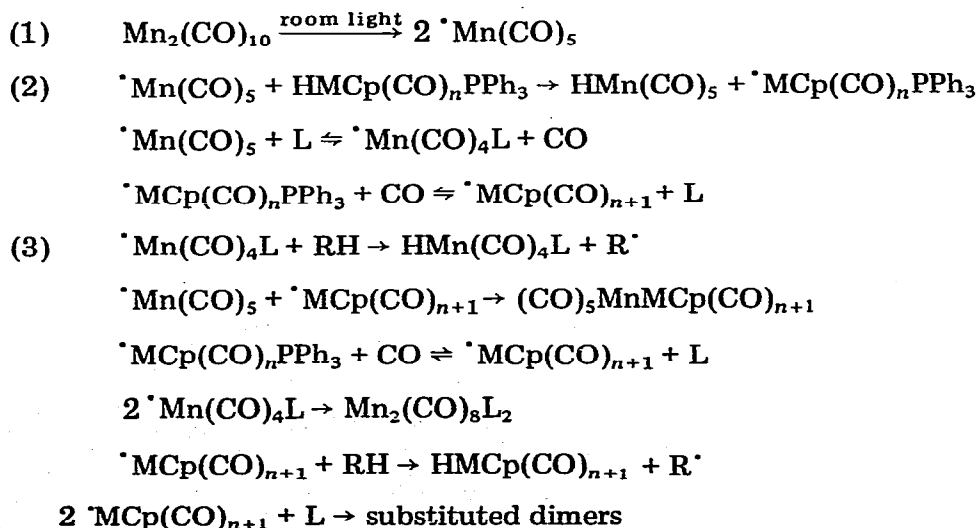 (1) Mn₂(CO)₁₀ —room light→ 2 ˙Mn(CO)₅
(2) ˙Mn(CO)₅ + HMCp(CO)ₙPPh₃ → HMn(CO)₅ + ˙MCp(CO)ₙPPh₃
˙Mn(CO)₅ + L ⇌ ˙Mn(CO)₄L + CO
˙MCp(CO)ₙPPh₃ + CO ⇌ ˙MCp(CO)ₙ₊₁ + L
(3) ˙Mn(CO)₄L + RH → HMn(CO)₄L + R˙
˙Mn(CO)₅ + ˙MCp(CO)ₙ₊₁ → (CO)₅MnMCp(CO)ₙ₊₁
˙MCp(CO)ₙPPh₃ + CO ⇌ ˙MCp(CO)ₙ₊₁ + L
2 ˙Mn(CO)₄L → Mn₂(CO)₈L₂
˙MCp(CO)ₙ₊₁ + RH → HMCp(CO)ₙ₊₁ + R˙
2 ˙MCp(CO)ₙ₊₁ + L → substituted dimers